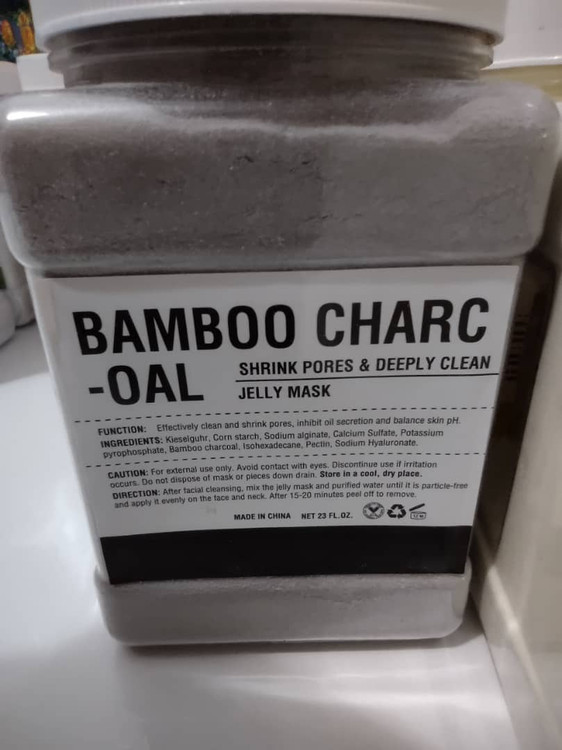 BAMBOO CHARC
-OAL
SHRINK PORES & DEEPLY CLEAN
JELLY MASK
FUNCTION: Effectively clean and shrink pores, inhibit oil secretion and balance skin pH.
INGREDIENTS: Kieselguhr, Corn starch, Sodium alginate, Calcium Sulfate, Potassium
pyrophosphate, Bamboo charcoal, Isohexadecane, Pectin, Sodium Hyaluronate.
CAUTION: For external use only. Avoid contact with eyes. Discontinue use if irritation
occurs. Do not dispose of mask or pieces down drain. Store in a cool, dry place.
DIRECTION: After facial cleansing, mix the jelly mask and purified water until it is particle-free
and apply it evenly on the face and neck. After 15-20 minutes peel off to remove.
MADE IN CHINA NET 23 FL.OZ.